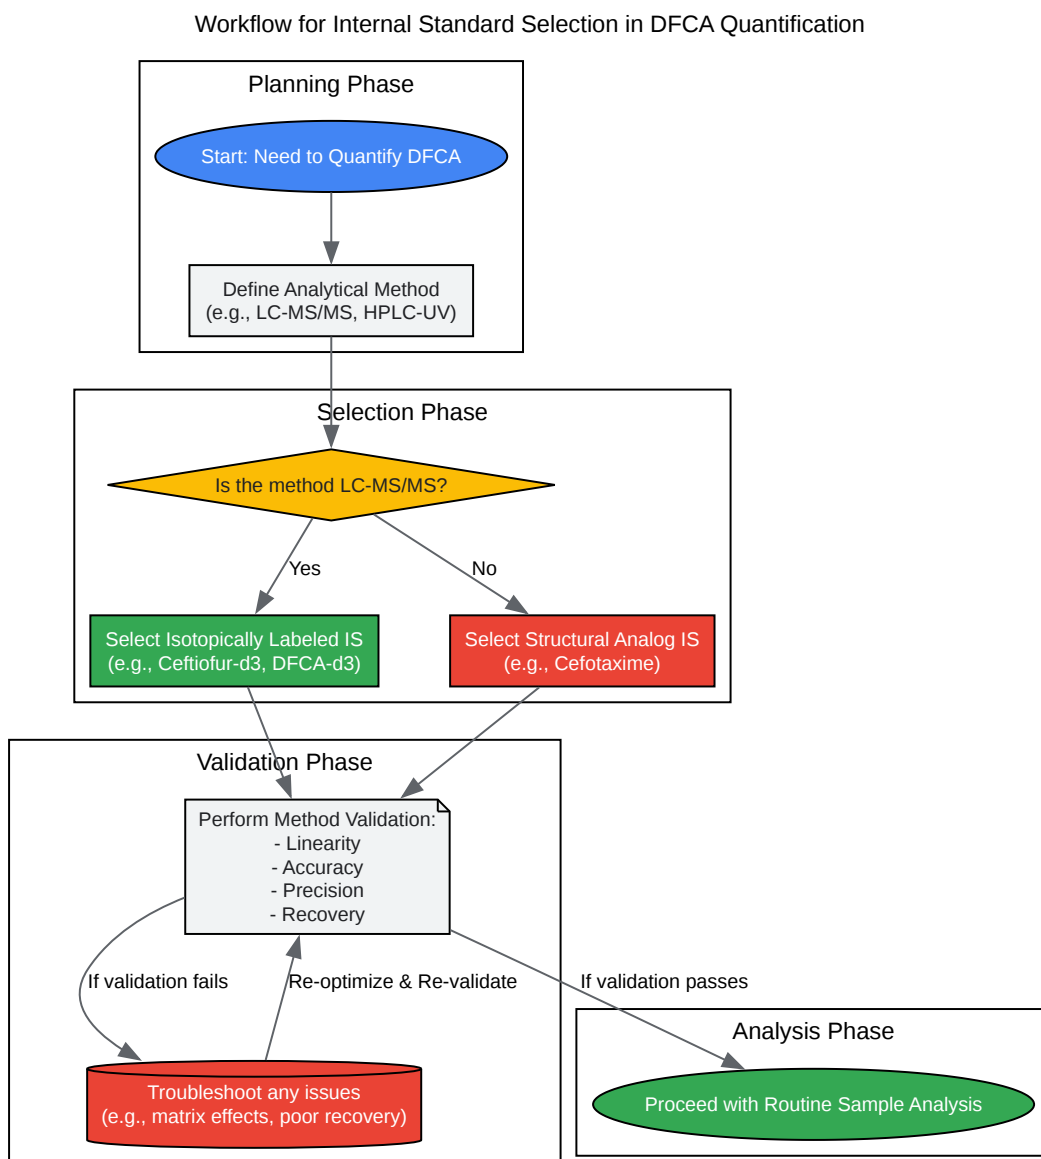 Workflow for Internal Standard Selection in DFCA Quantification
Planning Phase
Start: Need to Quantify DFCA
Define Analytical Method
(e.g., LC-MS/MS, HPLC-UV)
Selection Phase
Is the method LC-MS/MS?
Yes
No
Select Isotopically Labeled IS
(e.g., Ceftiofur-d3, DFCA-d3)
Select Structural Analog IS
(e.g., Cefotaxime)
Validation Phase
Perform Method Validation:
- Linearity
- Accuracy
- Precision
- Recovery
If validation fails
Re-optimize & Re-validate
If validation passes
Troubleshoot any issues
(e.g., matrix effects, poor recovery)
Analysis Phase
Proceed with Routine Sample Analysis